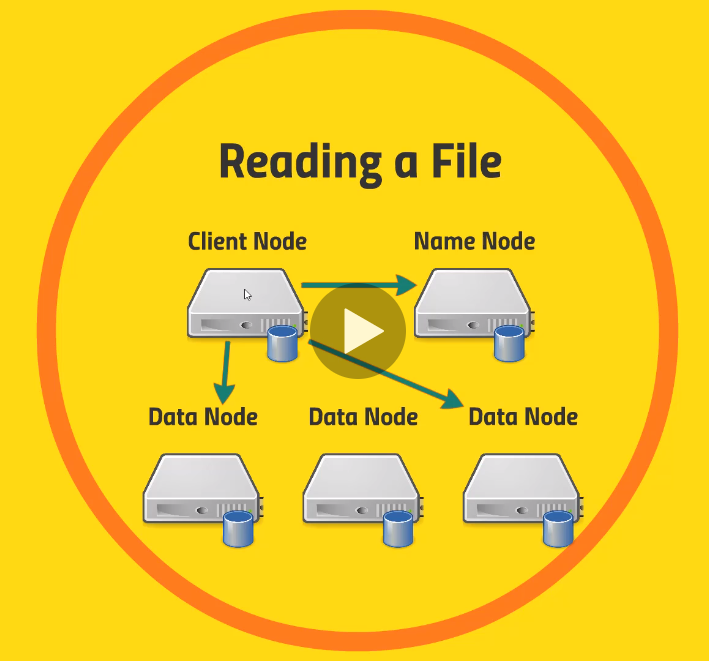 Reading a File
Client Node
Name Node
Data Node
Data Node
Data Node